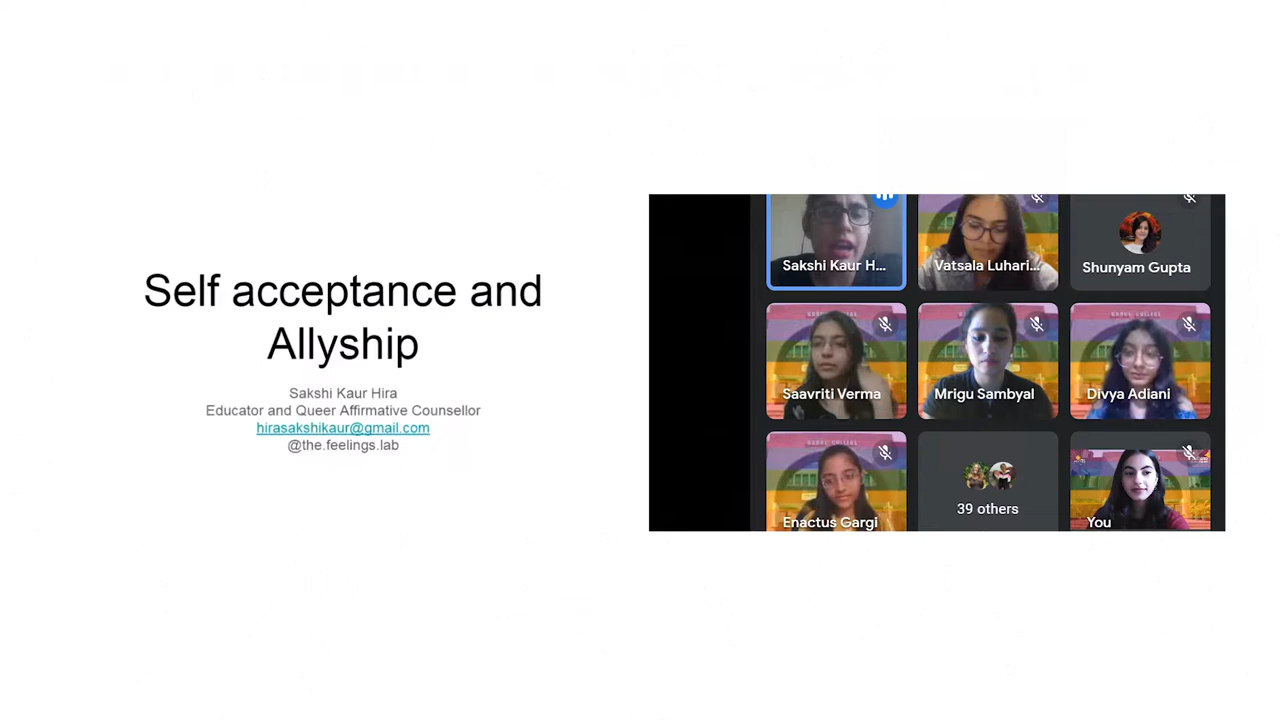 Self acceptance and
Allyship
Sakshi Kaur Hira
Educator and Queer Affirmative Counsellor
hirasakshikaur@gmail.com
@the.feelings.lab
Sakshi Kaur H...
Vatsala Luhari...
Shunyam Gupta
Saavriti Verma
Mrigu Sambyal
Divya Adiani
Enactus Gargi
39 others
You